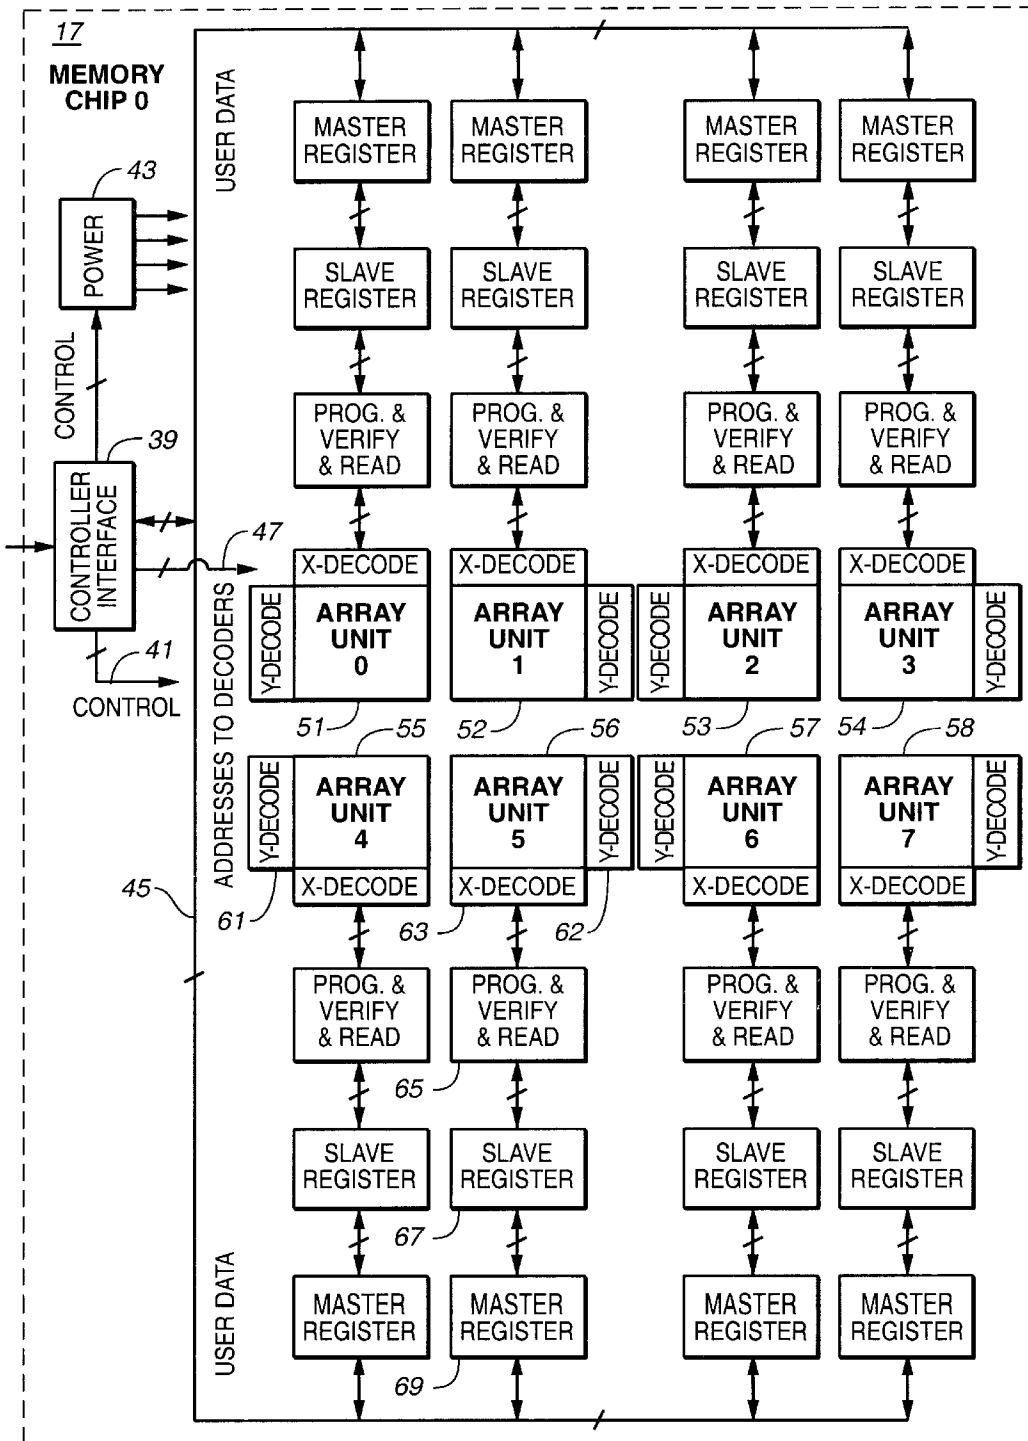 17
MEMORY
CHIP 0
USER DATA
MASTER
REGISTER
MASTER
REGISTER
MASTER
REGISTER
MASTER
REGISTER
43
POWER
SLAVE
REGISTER
SLAVE
REGISTER
SLAVE
REGISTER
SLAVE
REGISTER
CONTROL
PROG. &
VERIFY
& READ
PROG. &
VERIFY
& READ
PROG. &
VERIFY
& READ
PROG. &
VERIFY
& READ
39
CONTROLLER
INTERFACE
47
41
CONTROL
ADDRESSES TO DECODERS
X-DECODE
X-DECODE
X-DECODE
X-DECODE
Y-DECODE
ARRAY
UNIT
0
ARRAY
UNIT
1
Y-DECODE
Y-DECODE
ARRAY
UNIT
2
ARRAY
UNIT
3
Y-DECODE
51
55
52
56
53
57
54
58
Y-DECODE
ARRAY
UNIT
4
ARRAY
UNIT
5
Y-DECODE
Y-DECODE
ARRAY
UNIT
6
ARRAY
UNIT
7
Y-DECODE
X-DECODE
X-DECODE
X-DECODE
X-DECODE
45
61
63
62
PROG. &
VERIFY
& READ
PROG. &
VERIFY
& READ
PROG. &
VERIFY
& READ
PROG. &
VERIFY
& READ
65
SLAVE
REGISTER
SLAVE
REGISTER
SLAVE
REGISTER
SLAVE
REGISTER
67
USER DATA
MASTER
REGISTER
MASTER
REGISTER
MASTER
REGISTER
MASTER
REGISTER
69